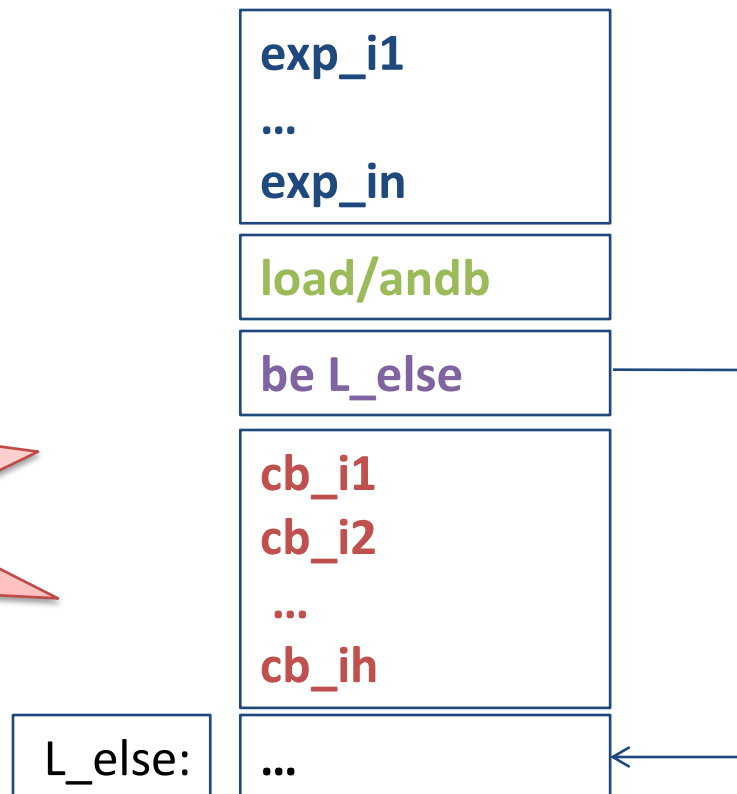 exp_i1
…
exp_in
load/andb
be L_else
cb_i1
cb_i2
…
cb_ih
L_else: …